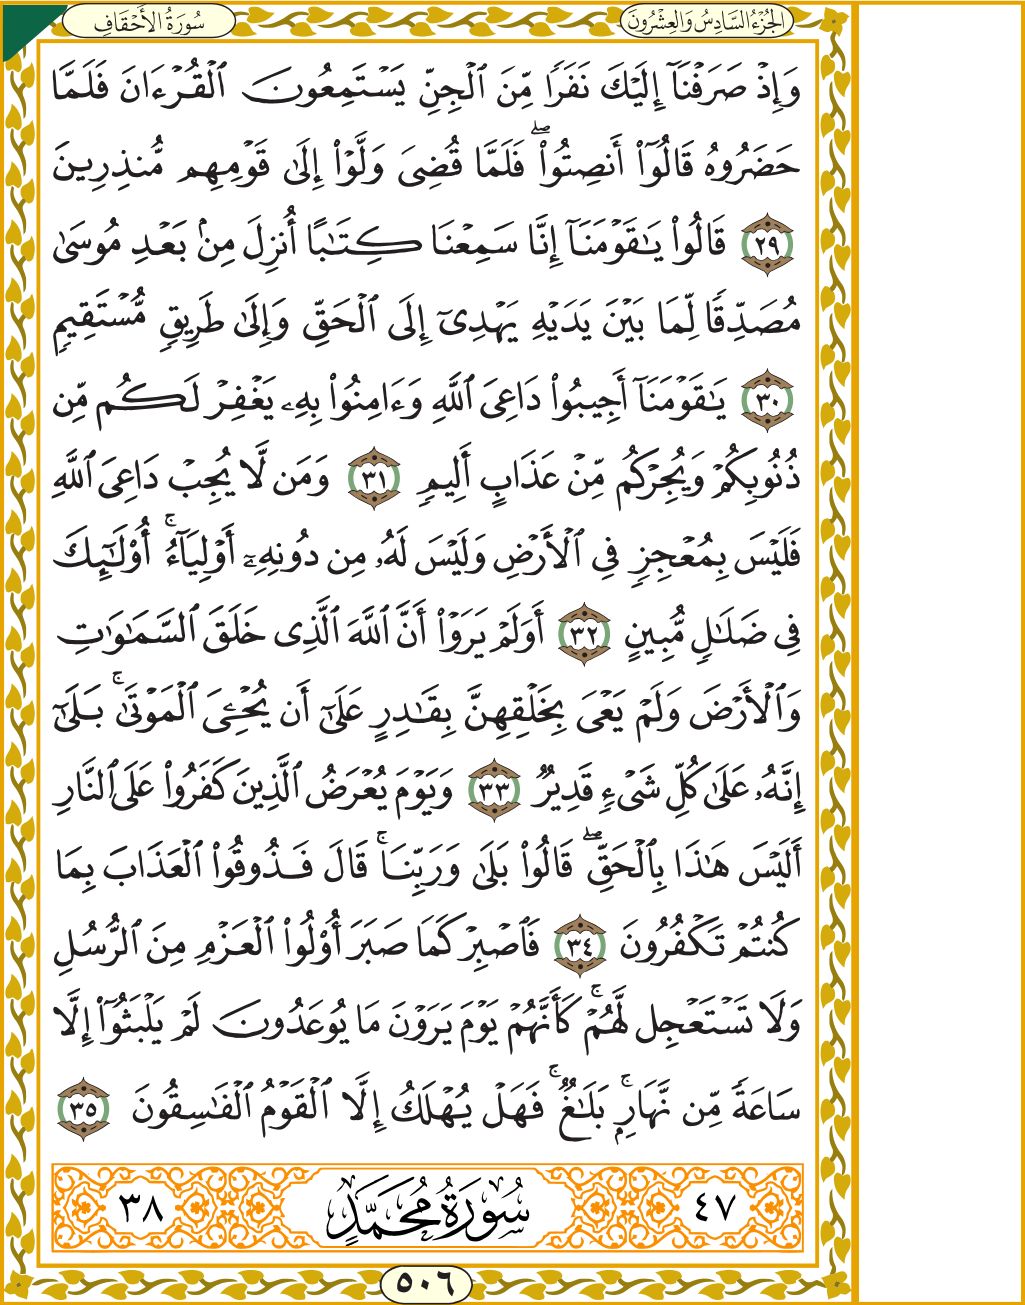 الجُزْءُ السَّادِسُ وَالعِشْرُونَ سُورَةُ الأَحْقَافِ
وَإِذْ صَرَفْنَآ إِلَيْكَ نَفَرًا مِّنَ ٱلْجِنِّ يَسْتَمِعُونَ ٱلْقُرْءَانَ فَلَمَّا
حَضَرُوهُ قَالُوٓا۟ أَنصِتُوا۟ۖ فَلَمَّا قُضِىَ وَلَّوْا۟ إِلَىٰ قَوْمِهِم مُّنذِرِينَ
٢٩ قَالُوا۟ يَـٰقَوْمَنَآ إِنَّا سَمِعْنَا كِتَـٰبًا أُنزِلَ مِنۢ بَعْدِ مُوسَىٰ
مُصَدِّقًا لِّمَا بَيْنَ يَدَيْهِ يَهْدِىٓ إِلَى ٱلْحَقِّ وَإِلَىٰ طَرِيقٍ مُّسْتَقِيمٍ
٣٠ يَـٰقَوْمَنَآ أَجِيبُوا۟ دَاعِىَ ٱللَّهِ وَءَامِنُوا۟ بِهِۦ يَغْفِرْ لَكُم مِّن
ذُنُوبِكُمْ وَيُجِرْكُم مِّنْ عَذَابٍ أَلِيمٍ ٣١ وَمَن لَّا يُجِبْ دَاعِىَ ٱللَّهِ
فَلَيْسَ بِمُعْجِزٍ فِى ٱلْأَرْضِ وَلَيْسَ لَهُۥ مِن دُونِهِۦٓ أَوْلِيَآءُۚ أُو۟لَـٰٓئِكَ
فِى ضَلَـٰلٍ مُّبِينٍ ٣٢ أَوَلَمْ يَرَوْا۟ أَنَّ ٱللَّهَ ٱلَّذِى خَلَقَ ٱلسَّمَـٰوَٰتِ
وَٱلْأَرْضَ وَلَمْ يَعْىَ بِخَلْقِهِنَّ بِقَـٰدِرٍ عَلَىٰٓ أَن يُحْـِۧىَ ٱلْمَوْتَىٰۚ بَلَىٰٓ
إِنَّهُۥ عَلَىٰ كُلِّ شَىْءٍ قَدِيرٌ ٣٣ وَيَوْمَ يُعْرَضُ ٱلَّذِينَ كَفَرُوا۟ عَلَى ٱلنَّارِ
أَلَيْسَ هَـٰذَا بِٱلْحَقِّۖ قَالُوا۟ بَلَىٰ وَرَبِّنَاۚ قَالَ فَذُوقُوا۟ ٱلْعَذَابَ بِمَا
كُنتُمْ تَكْفُرُونَ ٣٤ فَٱصْبِرْ كَمَا صَبَرَ أُو۟لُوا۟ ٱلْعَزْمِ مِنَ ٱلرُّسُلِ
وَلَا تَسْتَعْجِل لَّهُمْۚ كَأَنَّهُمْ يَوْمَ يَرَوْنَ مَا يُوعَدُونَ لَمْ يَلْبَثُوٓا۟ إِلَّا
سَاعَةً مِّن نَّهَارٍۭۚ بَلَـٰغٌۚ فَهَلْ يُهْلَكُ إِلَّا ٱلْقَوْمُ ٱلْفَـٰسِقُونَ ٣٥
٤٧ سُورَةُ مُحَمَّدٍ ٣٨
٥٠٦